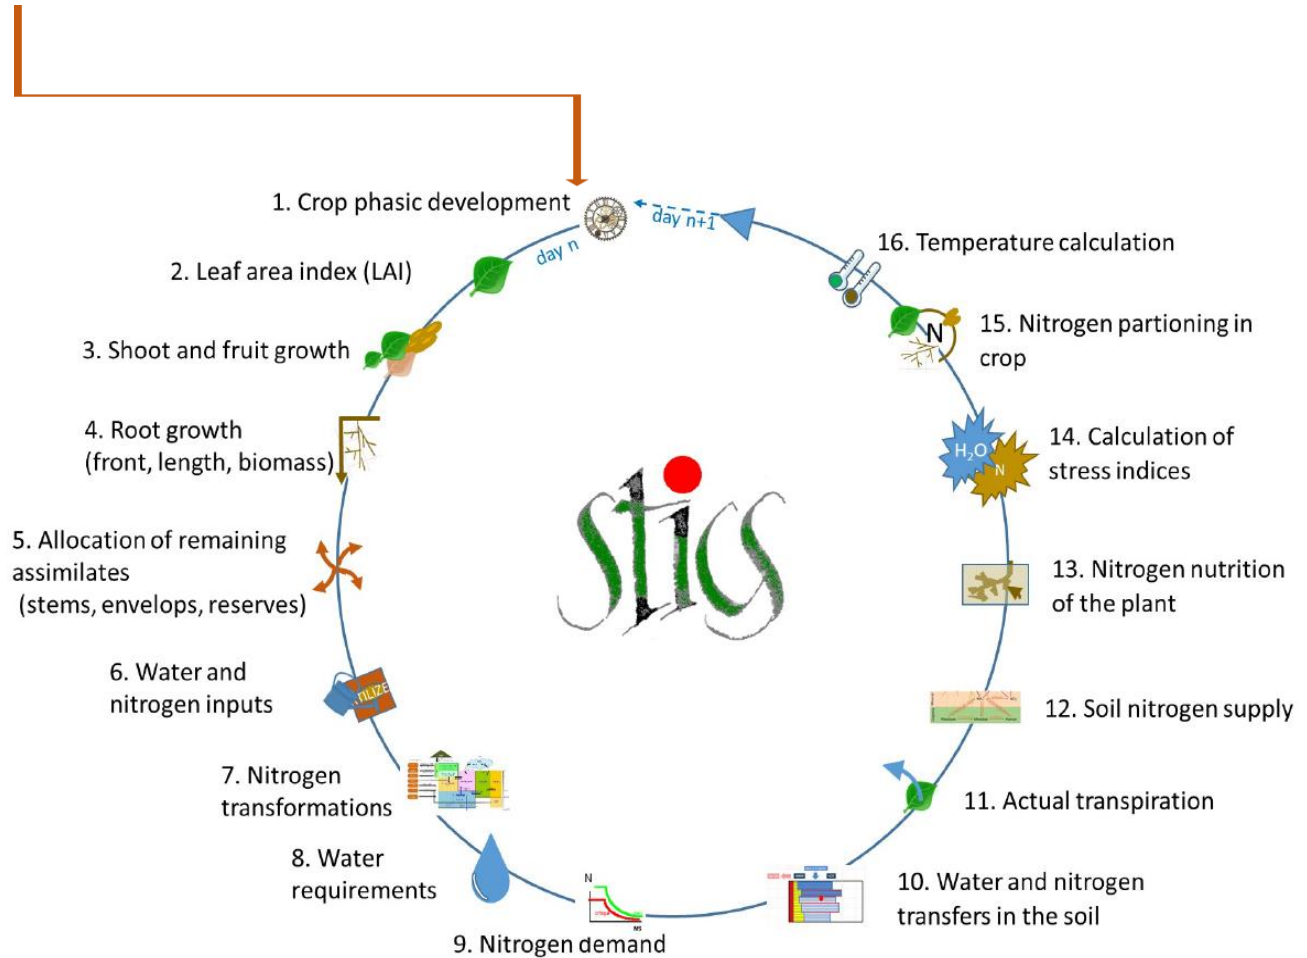 1. Crop phasic development
day n
day n+1
2. Leaf area index (LAI)
3. Shoot and fruit growth
4. Root growth
(front, length, biomass)
5. Allocation of remaining
assimilates
(stems, envelops, reserves)
6. Water and
nitrogen inputs
TILIZE
7. Nitrogen
transformations
8. Water
requirements
N
MS
9. Nitrogen demand
10. Water and nitrogen
transfers in the soil
11. Actual transpiration
12. Soil nitrogen supply
13. Nitrogen nutrition
of the plant
14. Calculation of
stress indices
H₂O
N
15. Nitrogen partioning in
crop
N
16. Temperature calculation
stics